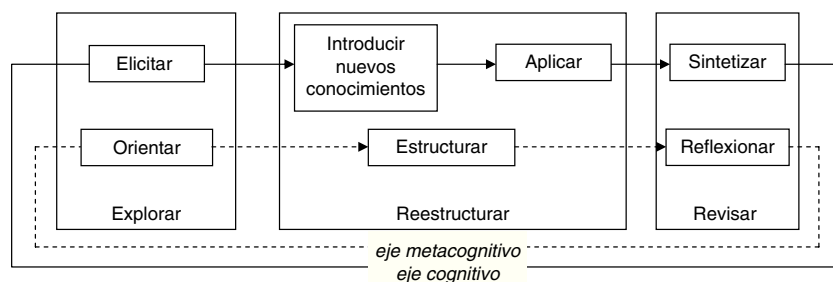 Elicitar
Introducir
nuevos
conocimientos
Aplicar
Sintetizar
Orientar
Estructurar
Reflexionar
Explorar
Reestructurar
Revisar
eje metacognitivo
eje cognitivo